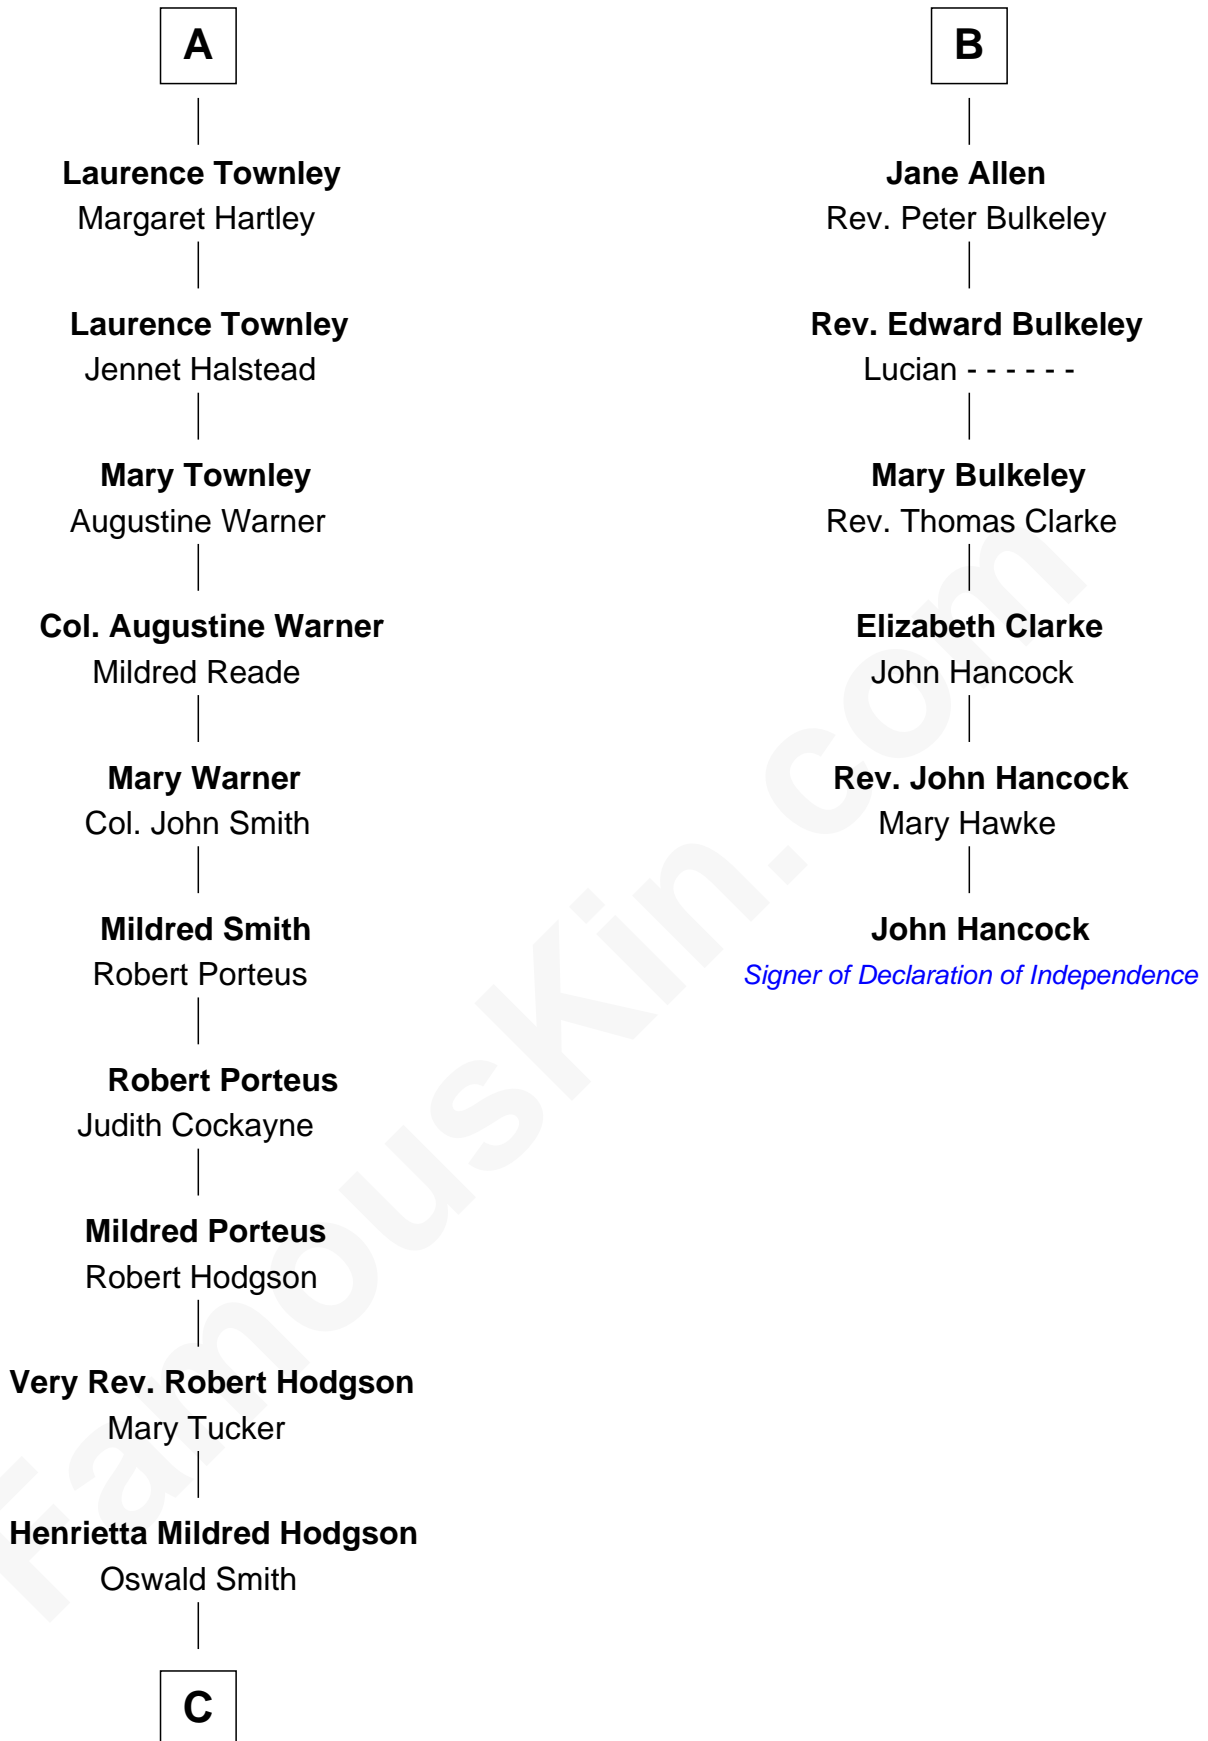 A
Laurence Townley
Margaret Hartley
Laurence Townley
Jennet Halstead
Mary Townley
Augustine Warner
Col. Augustine Warner
Mildred Reade
Mary Warner
Col. John Smith
Mildred Smith
Robert Porteus
Robert Porteus
Judith Cockayne
Mildred Porteus
Robert Hodgson
Very Rev. Robert Hodgson
Mary Tucker
Henrietta Mildred Hodgson
Oswald Smith
C
B
Jane Allen
Rev. Peter Bulkeley
Rev. Edward Bulkeley
Lucian - - - - - -
Mary Bulkeley
Rev. Thomas Clarke
Elizabeth Clarke
John Hancock
Rev. John Hancock
Mary Hawke
John Hancock
Signer of Declaration of Independence
FamousKin.com